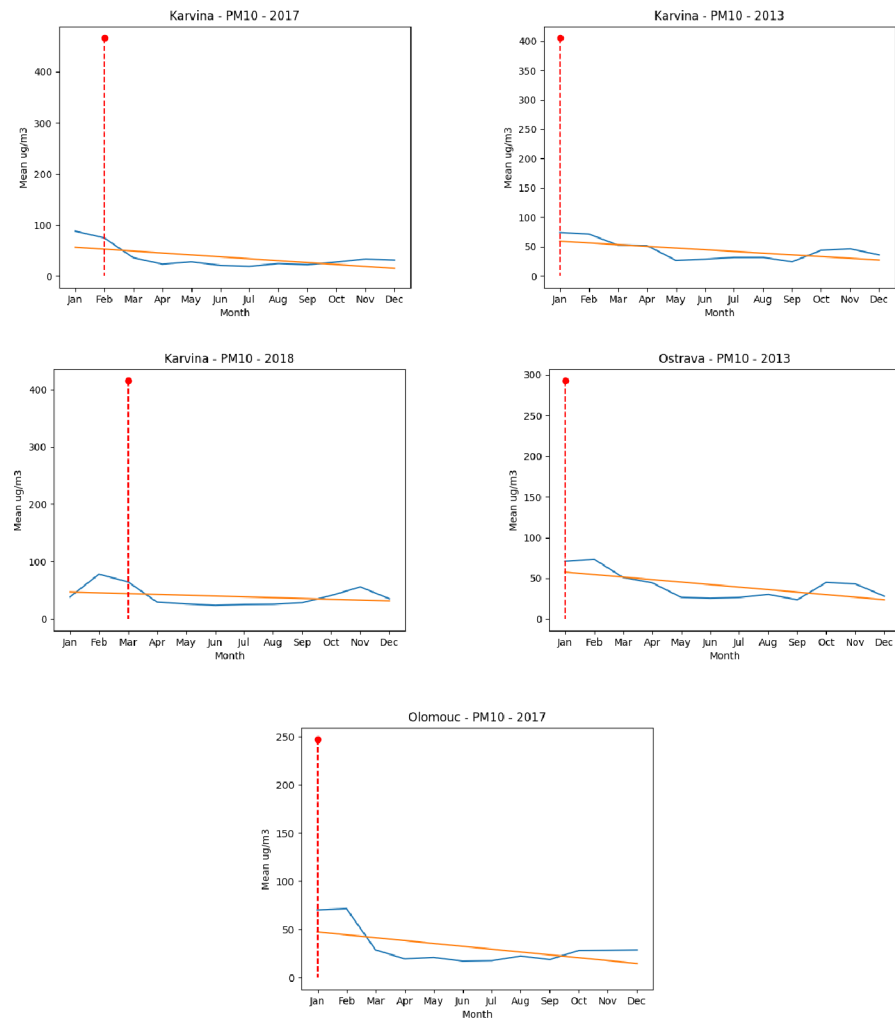 Karvina - PM10 - 2017
400
300
200
100
0
Mean ug/m3
Jan Feb Mar Apr May Jun Jul Aug Sep Oct Nov Dec
Month
Karvina - PM10 - 2013
400
350
300
250
200
150
100
50
0
Mean ug/m3
Jan Feb Mar Apr May Jun Jul Aug Sep Oct Nov Dec
Month
Karvina - PM10 - 2018
400
300
200
100
0
Mean ug/m3
Jan Feb Mar Apr May Jun Jul Aug Sep Oct Nov Dec
Month
Ostrava - PM10 - 2013
300
250
200
150
100
50
0
Mean ug/m3
Jan Feb Mar Apr May Jun Jul Aug Sep Oct Nov Dec
Month
Olomouc - PM10 - 2017
250
200
150
100
50
0
Mean ug/m3
Jan Feb Mar Apr May Jun Jul Aug Sep Oct Nov Dec
Month